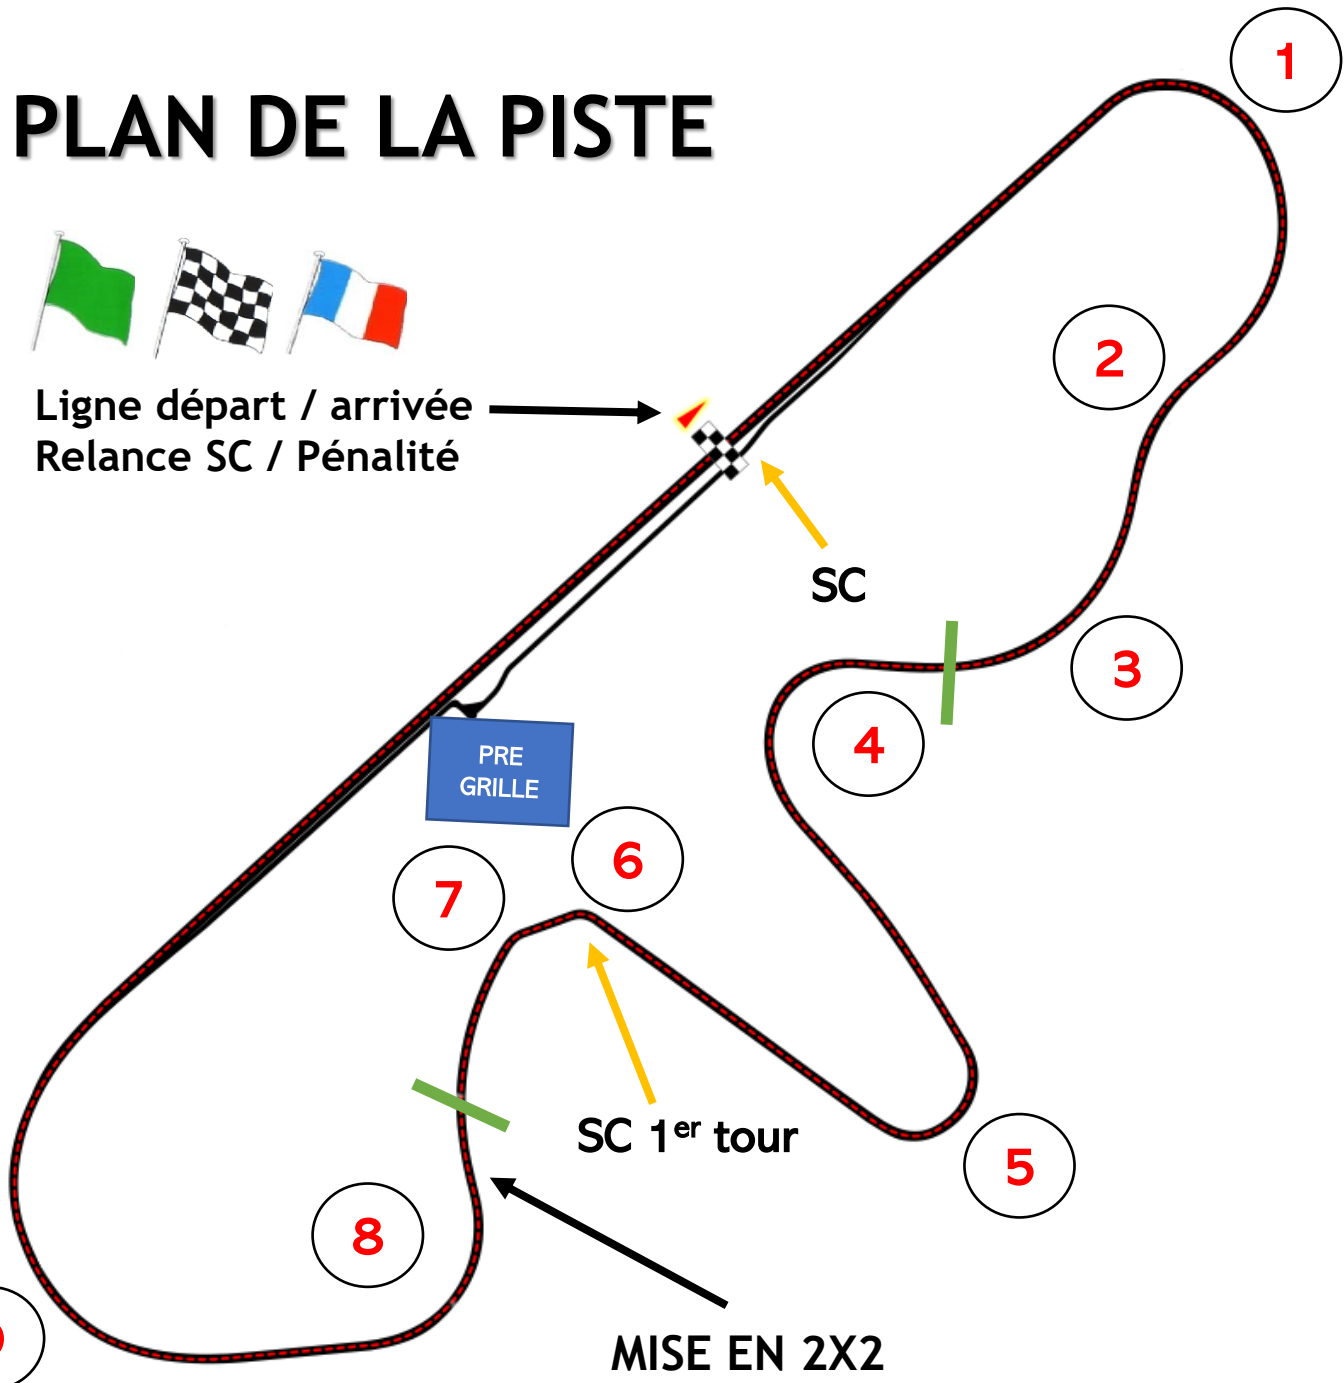 PLAN DE LA PISTE
1
2
Ligne départ / arrivée
Relance SC / Pénalité
SC
3
4
PRE
GRILLE
6
7
SC 1er tour
5
8
MISE EN 2X2